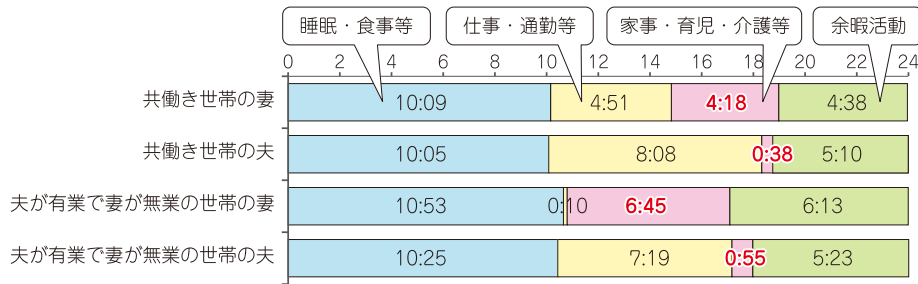 睡眠・食事等 仕事・通勤等 家事・育児・介護等 余暇活動
0 2 4 6 8 10 12 14 16 18 20 22 24
共働き世帯の妻 10:09 4:51 4:18 4:38
共働き世帯の夫 10:05 8:08 0:38 5:10
夫が有業で妻が無業の世帯の妻 10:53 0:10 6:45 6:13
夫が有業で妻が無業の世帯の夫 10:25 7:19 0:55 5:23